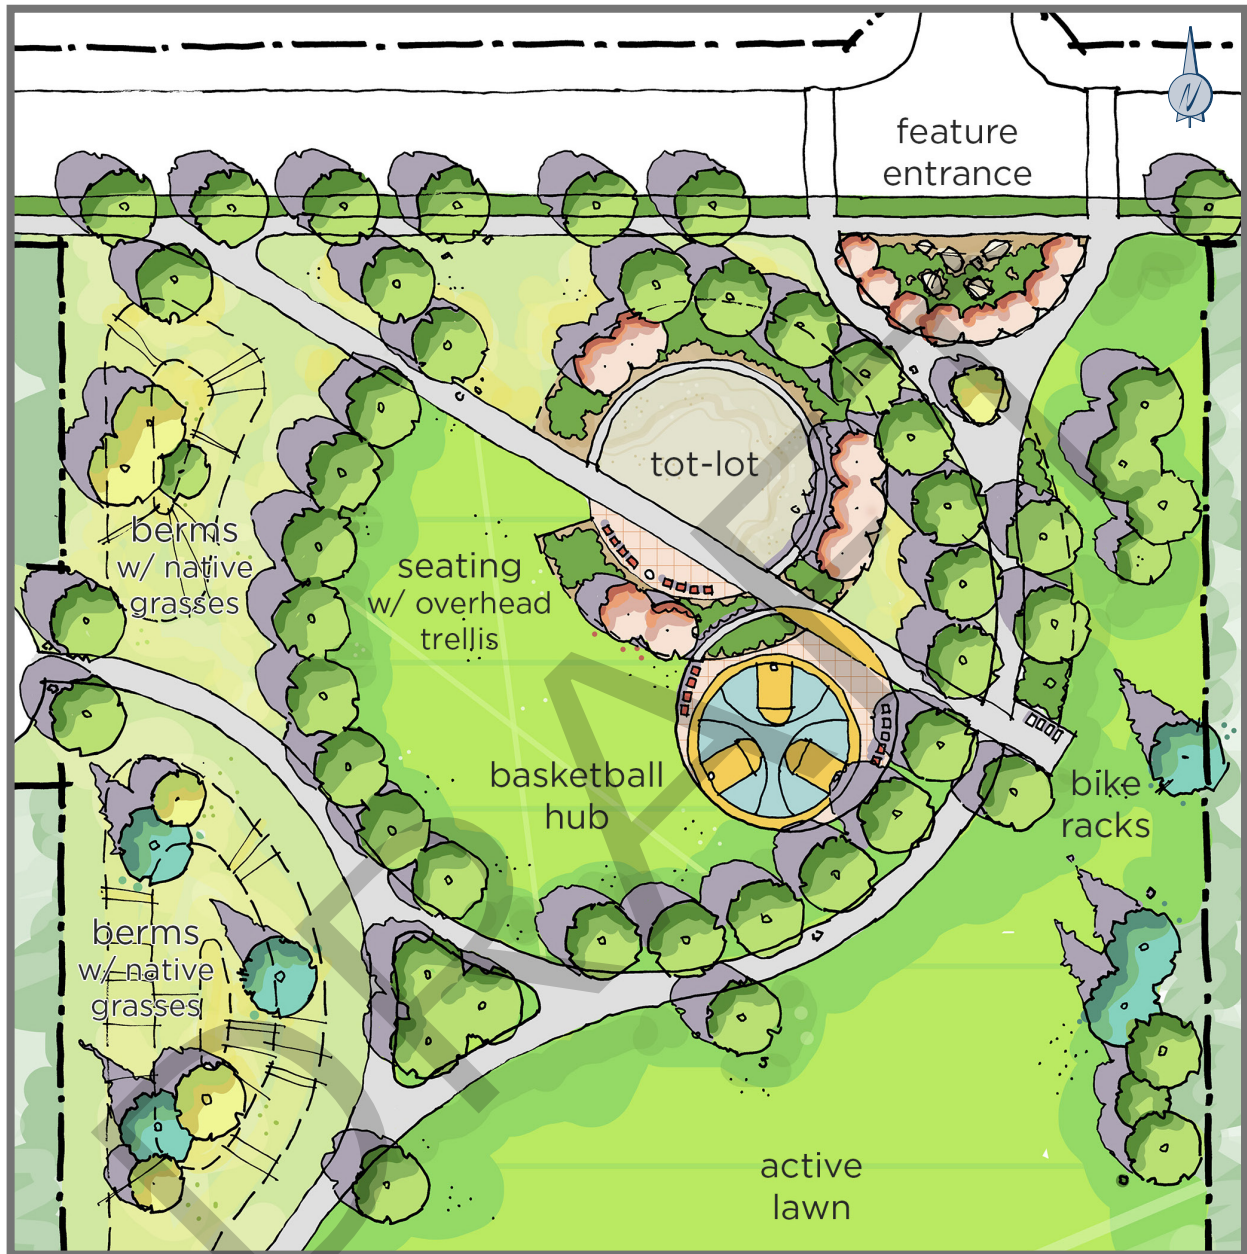 N
feature
entrance
tot-lot
berms
w/ native
grasses
seating
w/ overhead
trellis
basketball
hub
bike
racks
berms
w/ native
grasses
active
lawn
DRAFT